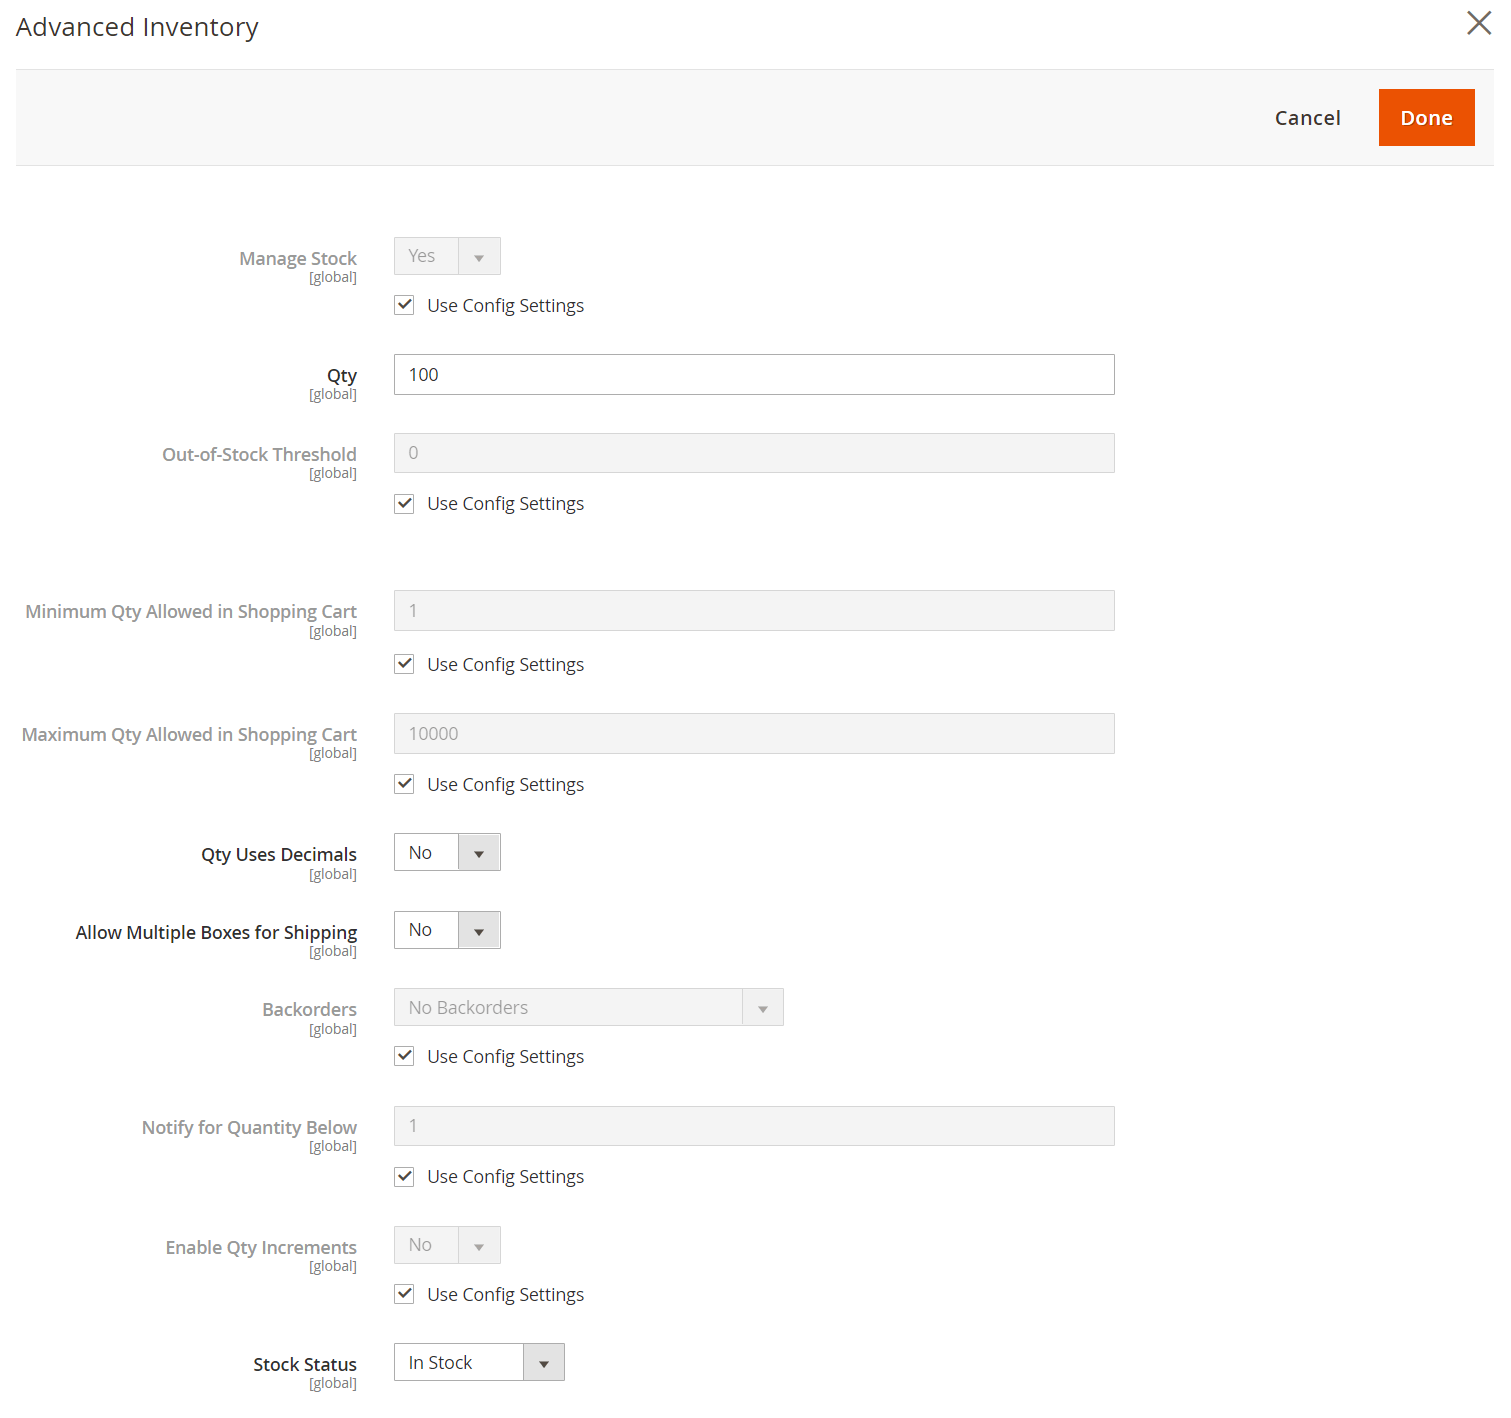 Advanced Inventory
Cancel
Done
Manage Stock
[global]
Yes
Use Config Settings
Qty
[global]
100
Out-of-Stock Threshold
[global]
0
Use Config Settings
Minimum Qty Allowed in Shopping Cart
[global]
1
Use Config Settings
Maximum Qty Allowed in Shopping Cart
[global]
10000
Use Config Settings
Qty Uses Decimals
[global]
No
Allow Multiple Boxes for Shipping
[global]
No
Backorders
[global]
No Backorders
Use Config Settings
Notify for Quantity Below
[global]
1
Use Config Settings
Enable Qty Increments
[global]
No
Use Config Settings
Stock Status
[global]
In Stock